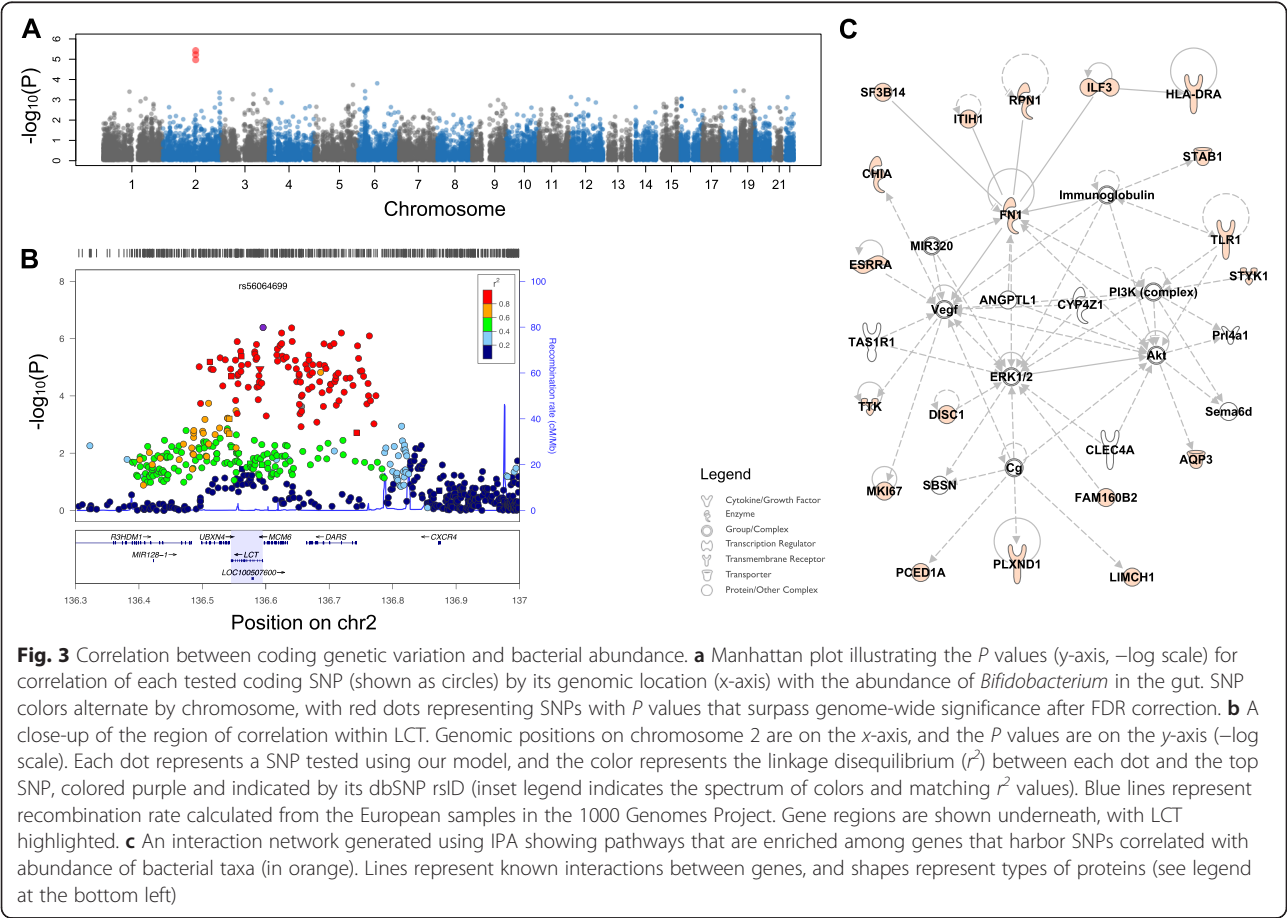 A
-log₁₀(P)
6
5
4
3
2
1
0
1 2 3 4 5 6 7 8 9 10 11 12 13 14 15 17 19 21
Chromosome
B
rs56064699
r²
0.8
0.6
0.4
0.2
-log₁₀(P)
8
6
4
2
0
100
80
60
40
20
0
Recombination rate (cM/Mb)
R3HDM1→ UBXN4→ ←MCM6 ←DARS ←CXCR4
MIR128-1→ ←LCT
LOC100507600→
136.3 136.4 136.5 136.6 136.7 136.8 136.9 137
Position on chr2
C
SF3B14
ITIH1
RPN1
ILF3
HLA-DRA
STAB1
CHIA
Immunoglobulin
FN1
MIR320
TLR1
ESRRA
STYK1
PI3K (complex)
ANGPTL1
CYP4Z1
Vegf
TAS1R1
Prl4a1
Akt
ERK1/2
TTK
DISC1
Sema6d
CLEC4A
AQP3
Cg
MKI67
SBSN
FAM160B2
PCED1A
PLXND1
LIMCH1
Legend
Cytokine/Growth Factor
Enzyme
Group/Complex
Transcription Regulator
Transmembrane Receptor
Transporter
Protein/Other Complex
Fig. 3 Correlation between coding genetic variation and bacterial abundance. a Manhattan plot illustrating the P values (y-axis, −log scale) for
correlation of each tested coding SNP (shown as circles) by its genomic location (x-axis) with the abundance of Bifidobacterium in the gut. SNP
colors alternate by chromosome, with red dots representing SNPs with P values that surpass genome-wide significance after FDR correction. b A
close-up of the region of correlation within LCT. Genomic positions on chromosome 2 are on the x-axis, and the P values are on the y-axis (−log
scale). Each dot represents a SNP tested using our model, and the color represents the linkage disequilibrium (r²) between each dot and the top
SNP, colored purple and indicated by its dbSNP rsID (inset legend indicates the spectrum of colors and matching r² values). Blue lines represent
recombination rate calculated from the European samples in the 1000 Genomes Project. Gene regions are shown underneath, with LCT
highlighted. c An interaction network generated using IPA showing pathways that are enriched among genes that harbor SNPs correlated with
abundance of bacterial taxa (in orange). Lines represent known interactions between genes, and shapes represent types of proteins (see legend
at the bottom left)